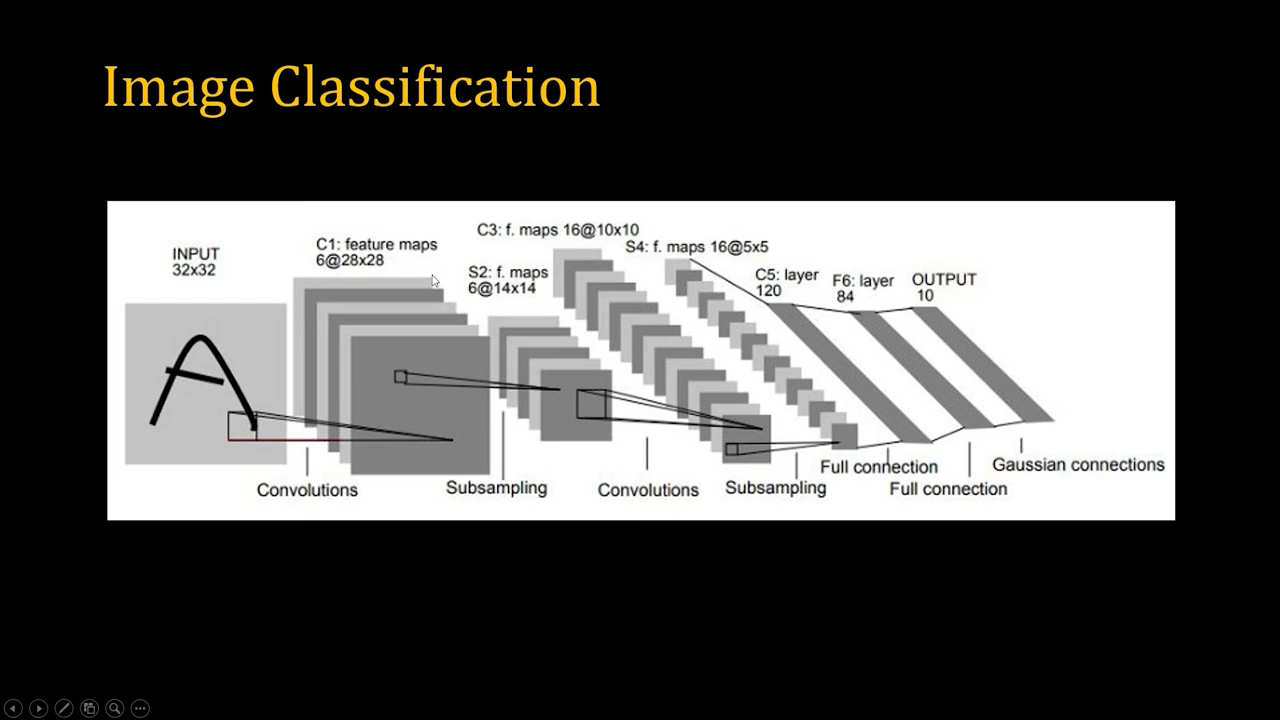 Image Classification
INPUT
32x32
C1: feature maps
6@28x28
S2: f. maps
6@14x14
C3: f. maps 16@10x10
S4: f. maps 16@5x5
C5: layer
120
F6: layer
84
OUTPUT
10
A
Convolutions
Subsampling
Convolutions
Subsampling
Full connection
Full connection
Gaussian connections